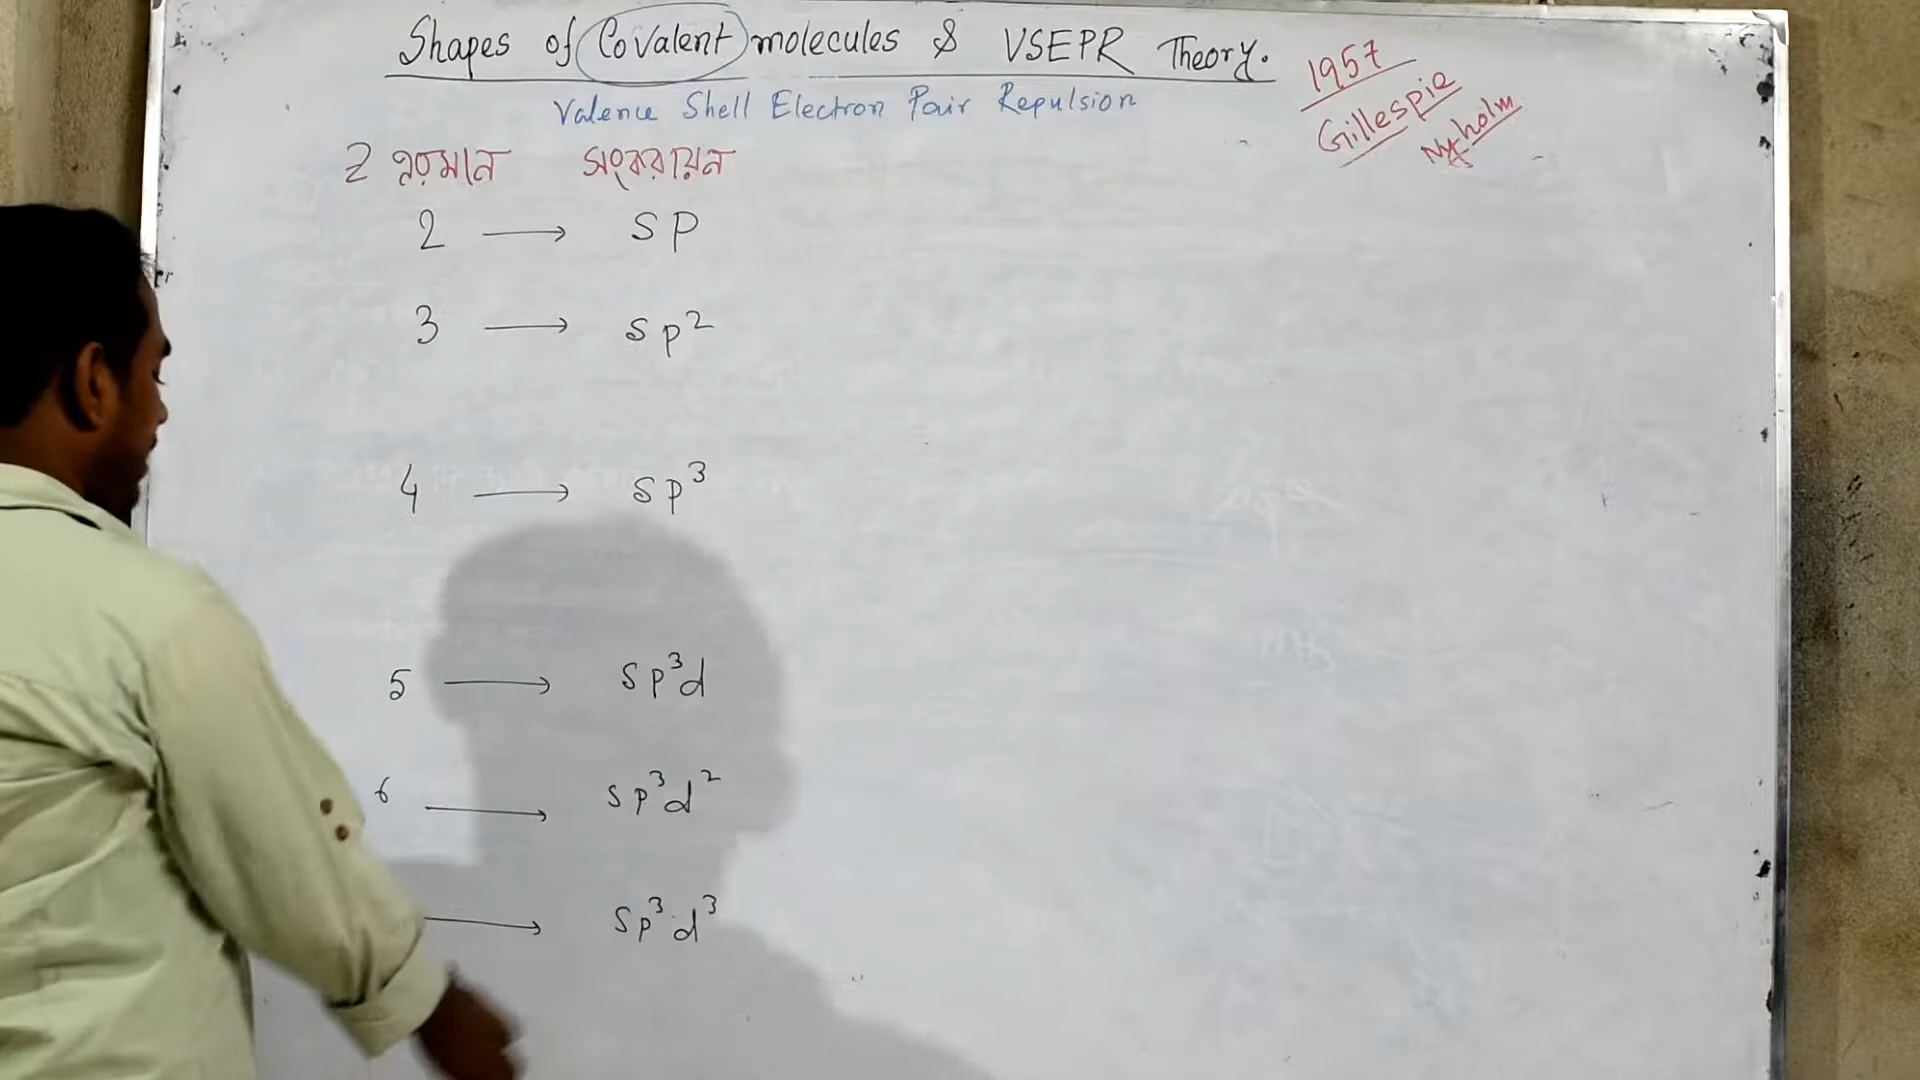 Shapes of Covalent molecules & VSEPR Theory.
Valence Shell Electron Pair Repulsion
1957
Gillespie
Nyholm
Z এরমান সংকরায়ন
2 → SP
3 → sp²
4 → sp³
5 → sp³d
6 → sp³d²
→ sp³d³